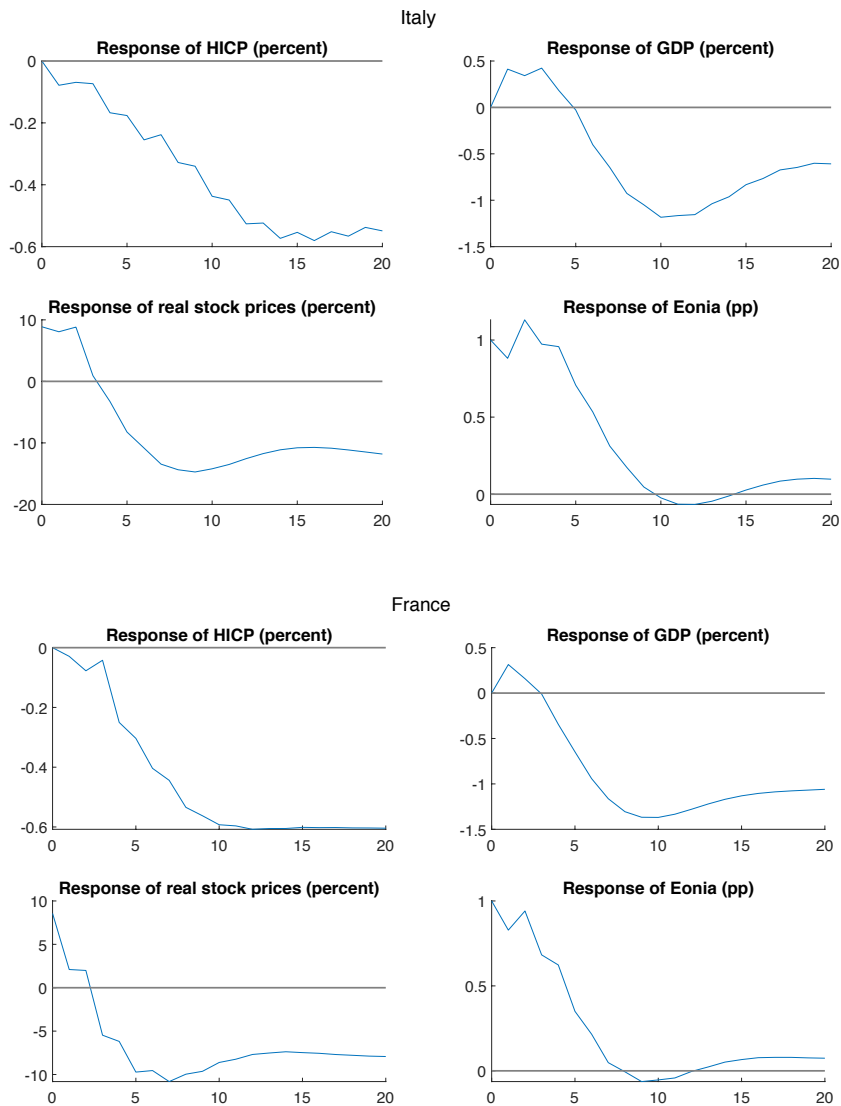 Italy
Response of HICP (percent)
0
-0.2
-0.4
-0.6
0 5 10 15 20
Response of GDP (percent)
0.5
0
-0.5
-1
-1.5
0 5 10 15 20
Response of real stock prices (percent)
10
0
-10
-20
0 5 10 15 20
Response of Eonia (pp)
1
0.5
0
0 5 10 15 20
France
Response of HICP (percent)
0
-0.2
-0.4
-0.6
0 5 10 15 20
Response of GDP (percent)
0.5
0
-0.5
-1
-1.5
0 5 10 15 20
Response of real stock prices (percent)
10
5
0
-5
-10
0 5 10 15 20
Response of Eonia (pp)
1
0.5
0
0 5 10 15 20